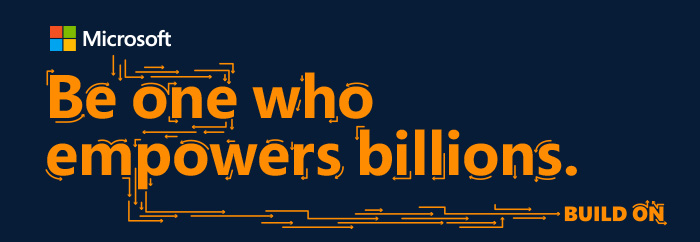 Microsoft
Be one who
empowers billions.
BUILD ON